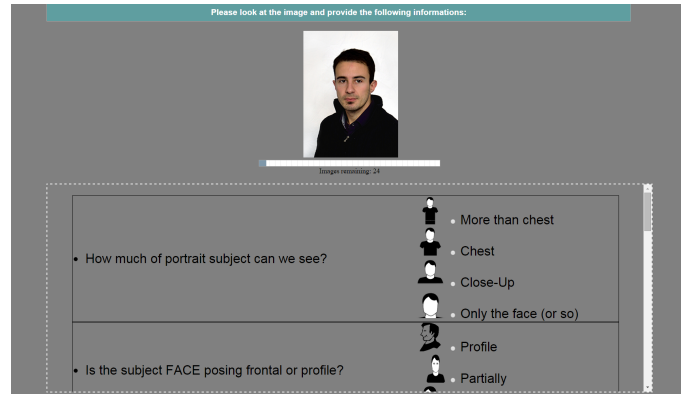 Please look at the image and provide the following informations:
Images remaining: 24
How much of portrait subject can we see?
More than chest
Chest
Close-Up
Only the face (or so)
Is the subject FACE posing frontal or profile?
Profile
Partially